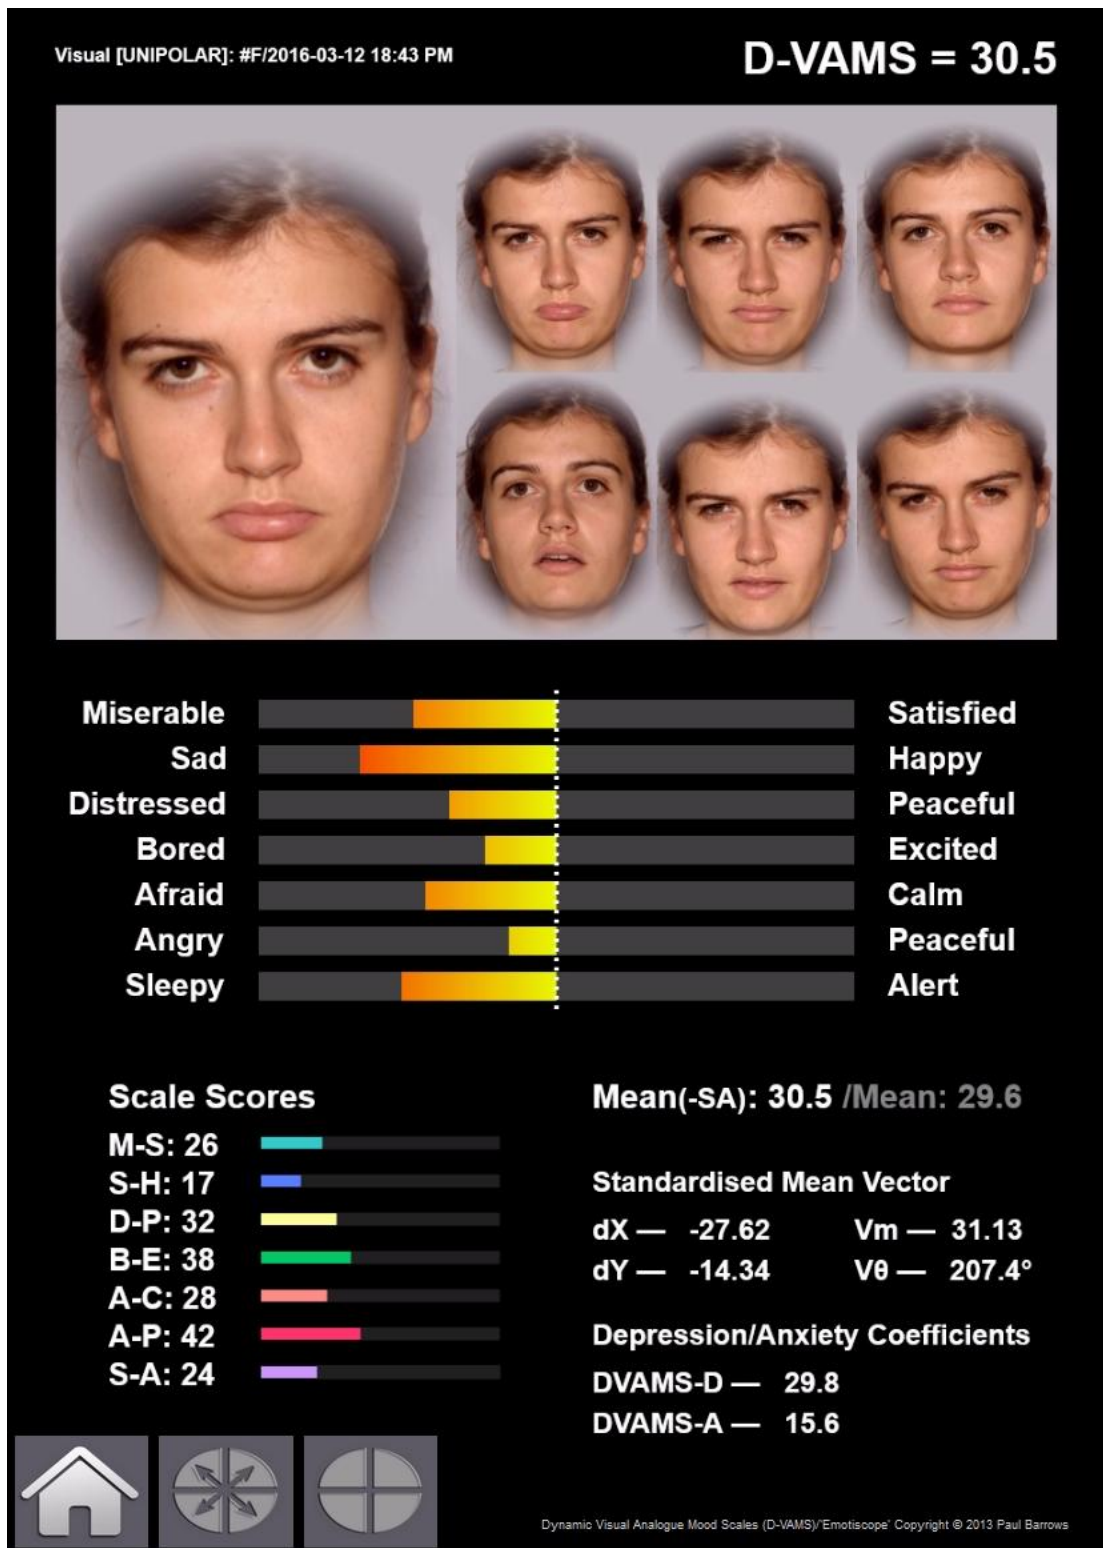 Visual [UNIPOLAR]: #F/2016-03-12 18:43 PM
D-VAMS = 30.5
Miserable Satisfied
Sad Happy
Distressed Peaceful
Bored Excited
Afraid Calm
Angry Peaceful
Sleepy Alert
Scale Scores
M-S: 26
S-H: 17
D-P: 32
B-E: 38
A-C: 28
A-P: 42
S-A: 24
Mean(-SA): 30.5 /Mean: 29.6
Standardised Mean Vector
dX — -27.62 Vm — 31.13
dY — -14.34 Vθ — 207.4°
Depression/Anxiety Coefficients
DVAMS-D — 29.8
DVAMS-A — 15.6
Dynamic Visual Analogue Mood Scales (D-VAMS)/'Emotiscope' Copyright © 2013 Paul Barrows